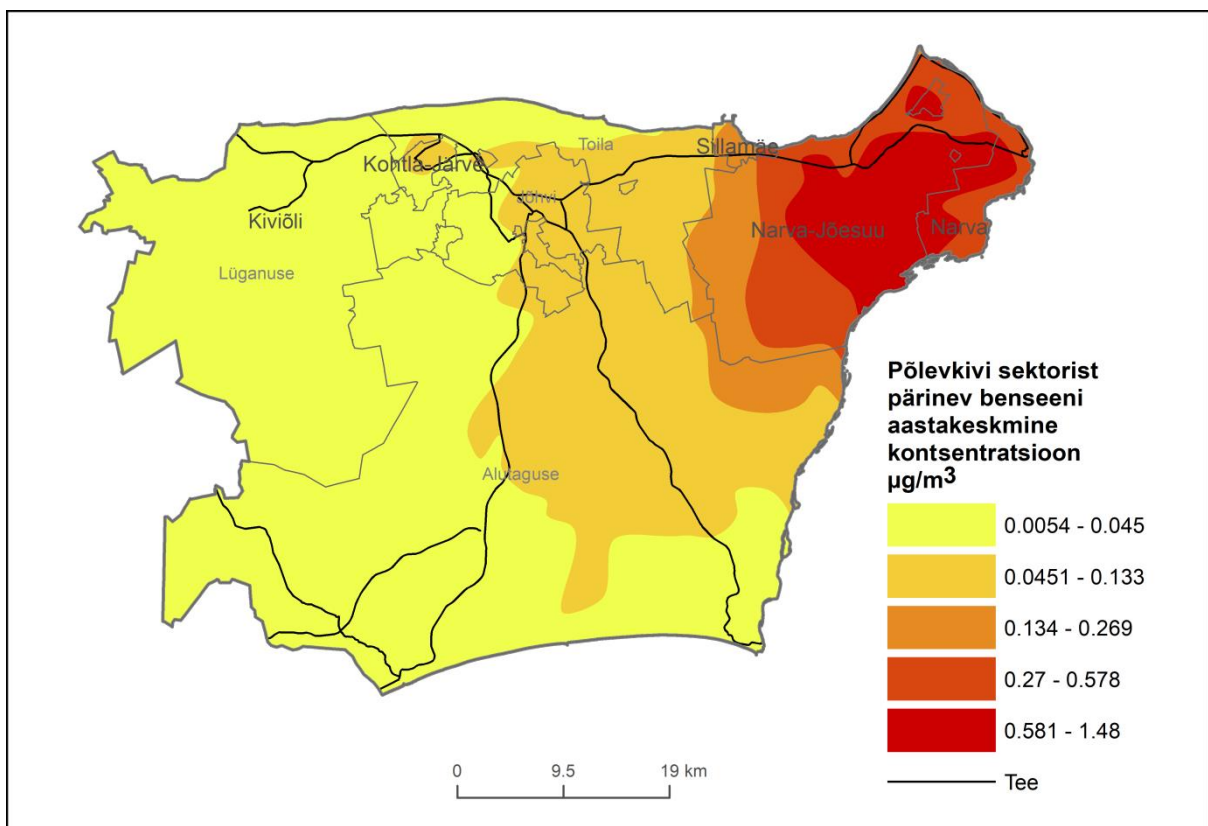 Toila
Sillamäe
Kohtla-Järve
Jõhvi
Kiviõli
Narva-Jõesuu
Narva
Lüganuse
Alutaguse
Põlevkivi sektorist
pärinev benseeni
aastakeskmine
kontsentratsioon
µg/m³
0.0054 - 0.045
0.0451 - 0.133
0.134 - 0.269
0.27 - 0.578
0.581 - 1.48
Tee
0 9.5 19 km